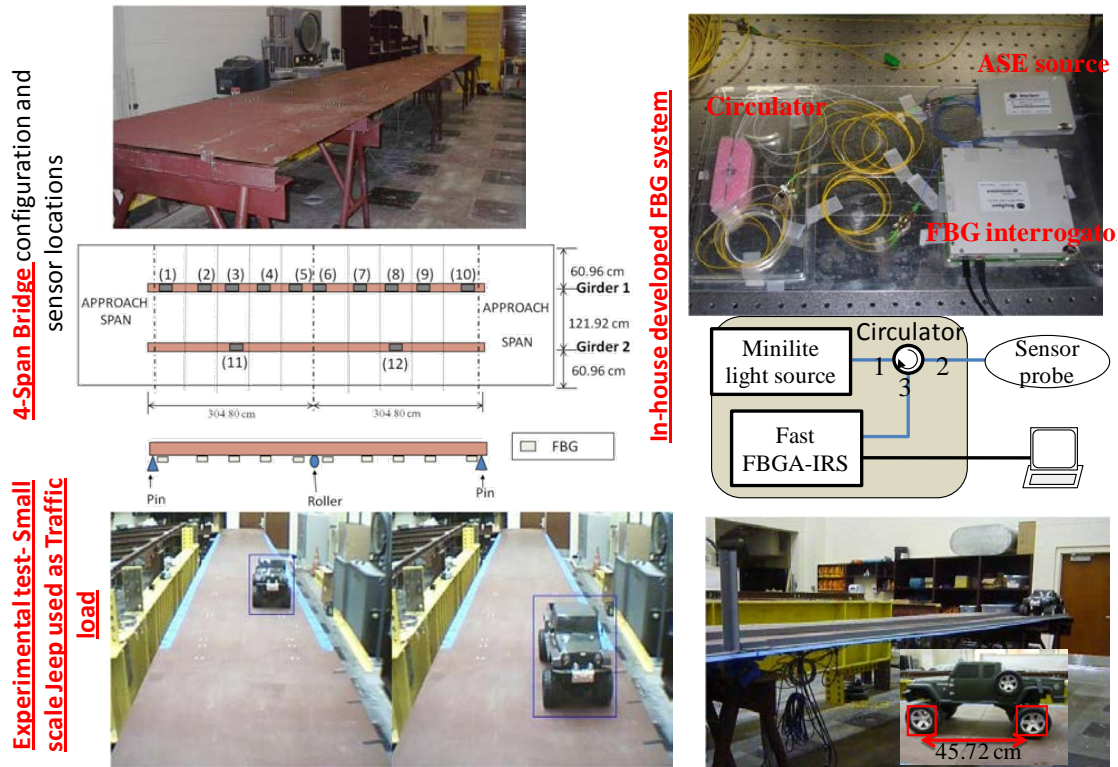 4-Span Bridge configuration and
sensor locations
(1)
(2)
(3)
(4)
(5)
(6)
(7)
(8)
(9)
(10)
60.96 cm
Girder 1
APPROACH
SPAN
APPROACH
SPAN
121.92 cm
Girder 2
(11)
(12)
60.96 cm
304.80 cm
304.80 cm
FBG
Pin
Roller
Pin
Experimental test- Small
scale Jeep used as Traffic
load
In-house developed FBG system
ASE source
Circulator
FBG interrogato
Circulator
Minilite
light source
1
2
3
Sensor
probe
Fast
FBGA-IRS
45.72 cm